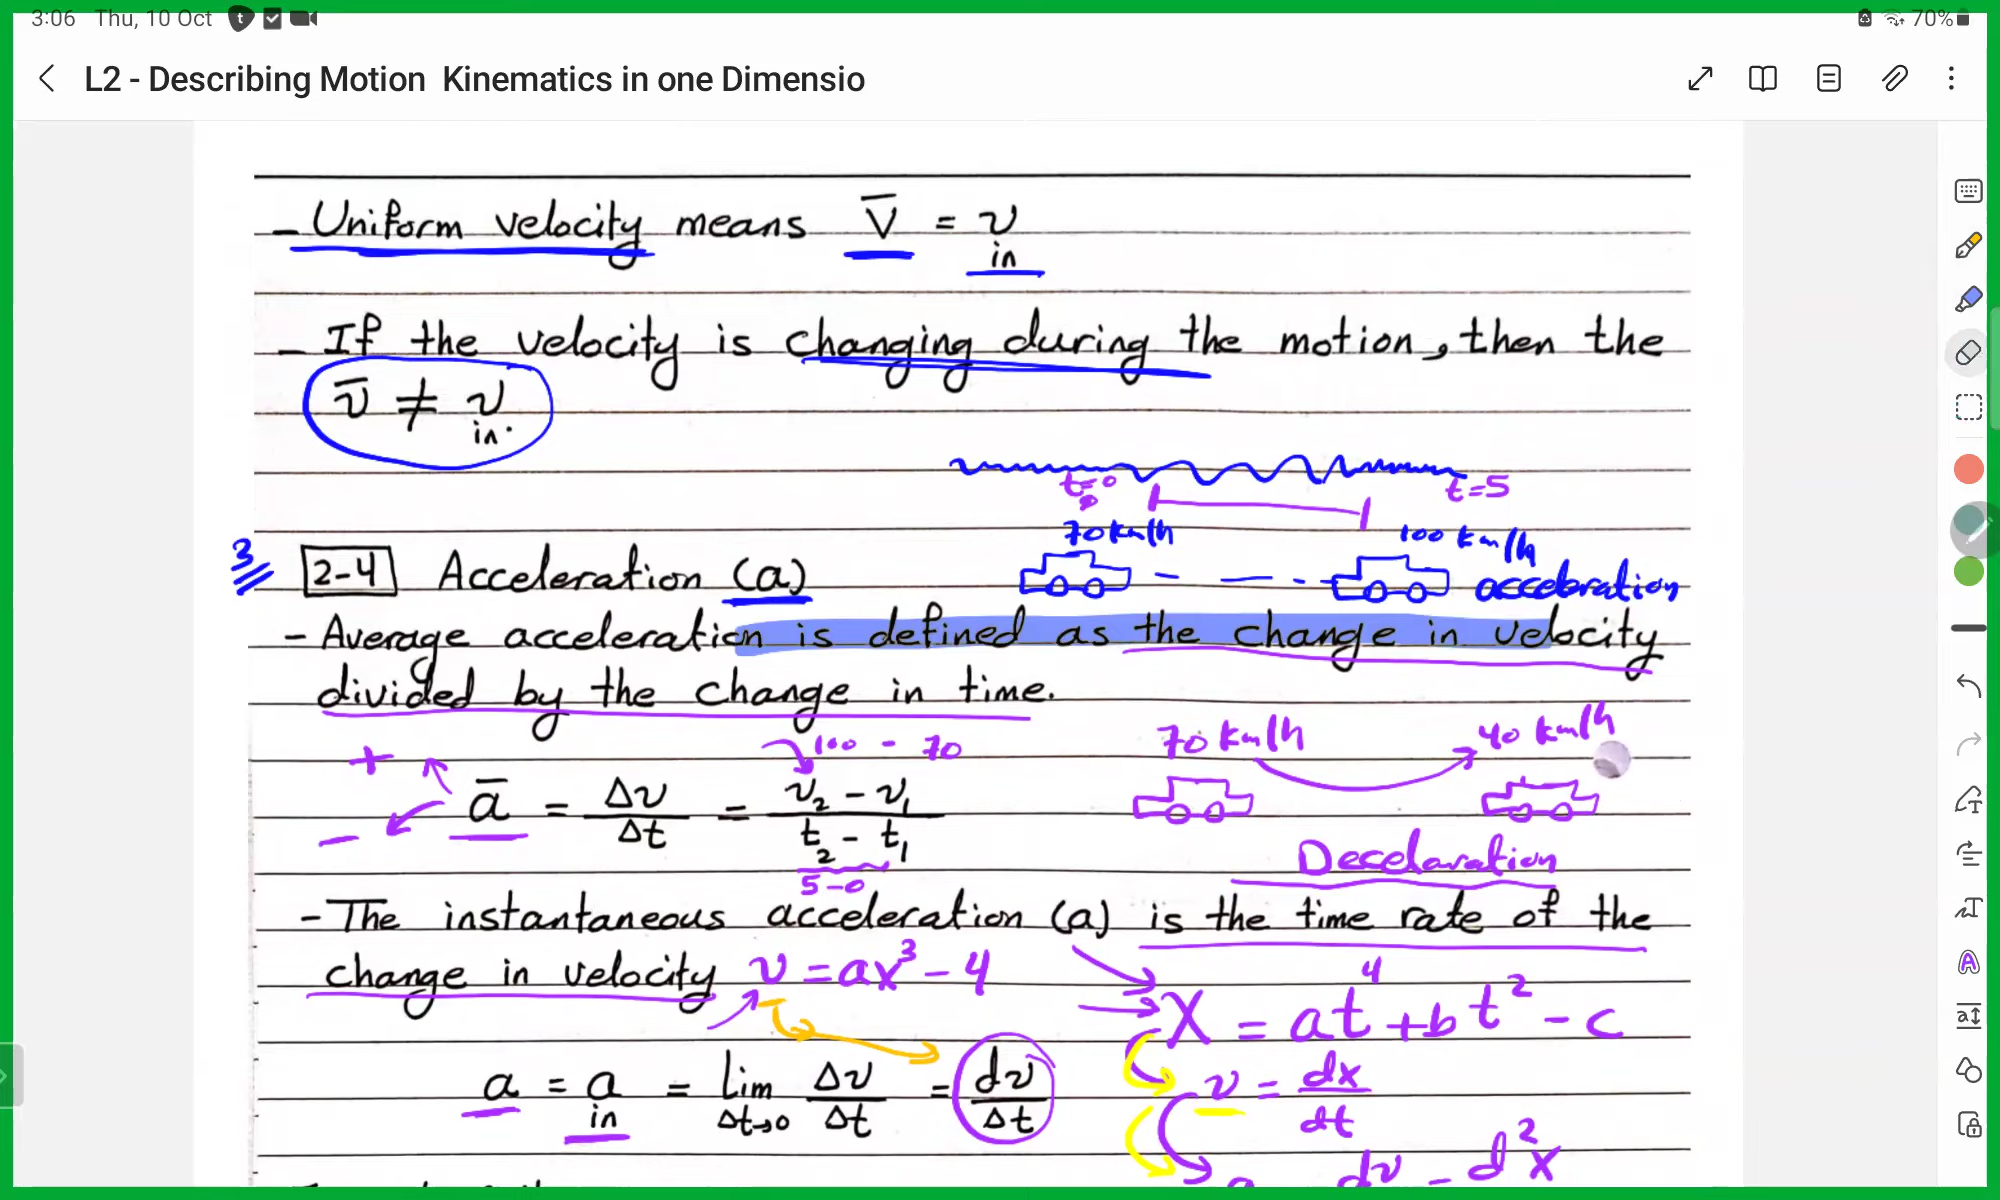 3:06 Thu, 10 Oct t 70%
L2 - Describing Motion Kinematics in one Dimensio
- Uniform velocity means V̅ = v in
- If the velocity is changing during the motion, then the
v̅ ≠ v in.
t=0 t=5
70 km/h 100 km/h
3 2-4 Acceleration (a) acceleration
- Average acceleration is defined as the change in velocity
divided by the change in time.
+ 100 - 70 70 km/h 40 km/h
- a̅ = Δv/Δt = v₂ - v₁ / t₂ - t₁
5-0 Decelaration
- The instantaneous acceleration (a) is the time rate of the
change in velocity v = ax³ - 4
X = at⁴ + bt² - c
a = a in = Lim Δt→0 Δv/Δt = dv/Δt
v = dx/dt
dv - d²x